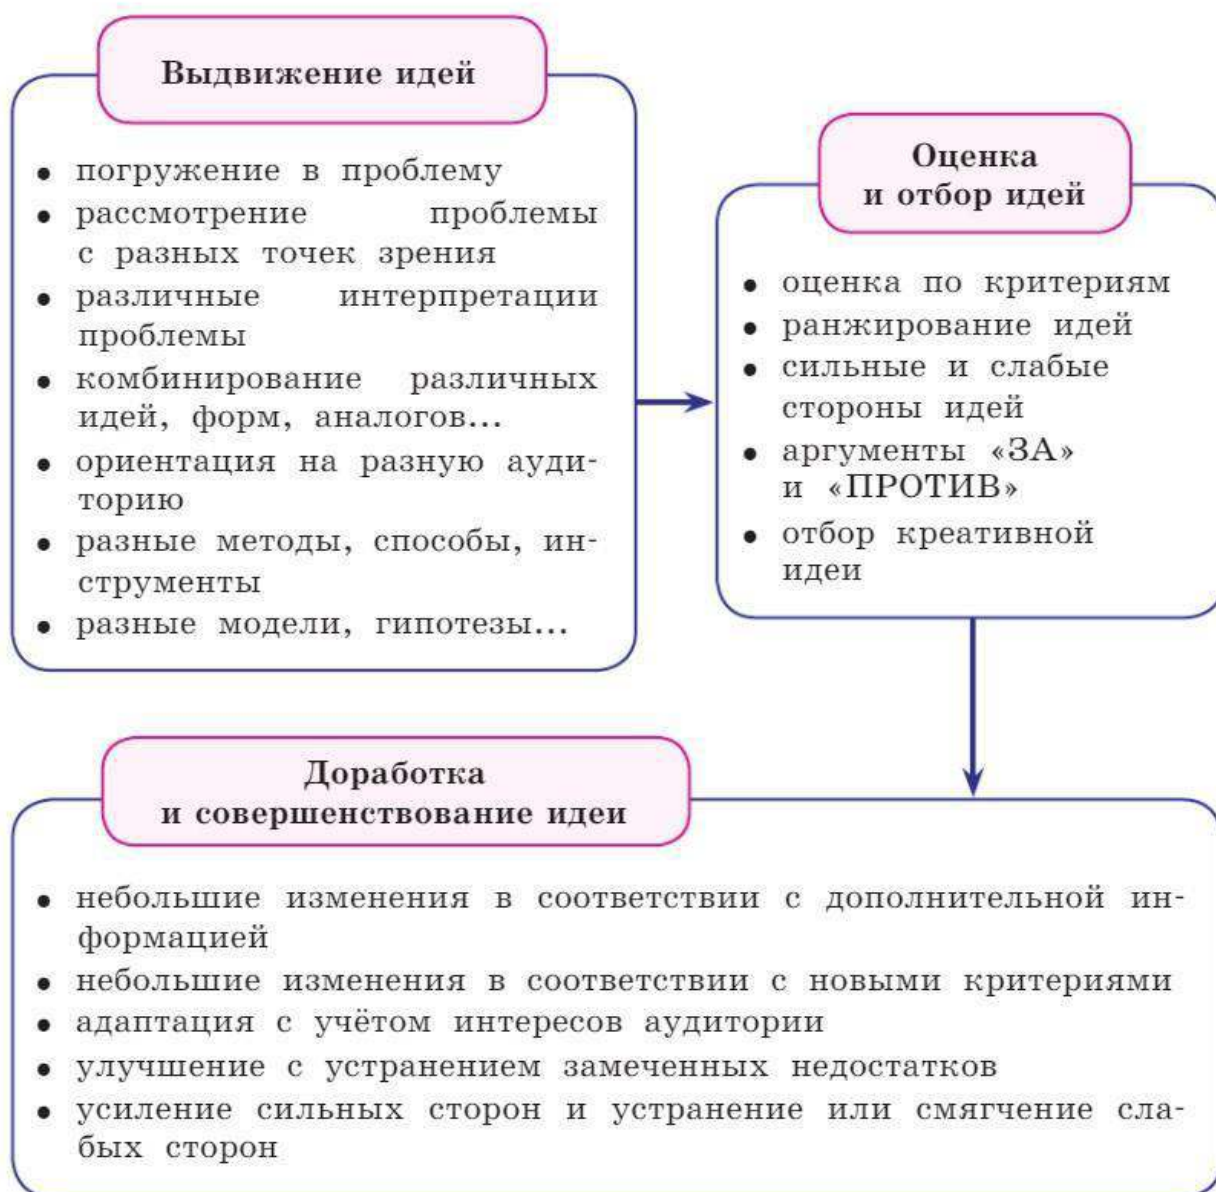 Выдвижение идей
• погружение в проблему
• рассмотрение проблемы
с разных точек зрения
• различные интерпретации
проблемы
• комбинирование различных
идей, форм, аналогов...
• ориентация на разную ауди-
торию
• разные методы, способы, ин-
струменты
• разные модели, гипотезы...
Оценка
и отбор идей
• оценка по критериям
• ранжирование идей
• сильные и слабые
стороны идей
• аргументы «ЗА»
и «ПРОТИВ»
• отбор креативной
идеи
Доработка
и совершенствование идеи
• небольшие изменения в соответствии с дополнительной ин-
формацией
• небольшие изменения в соответствии с новыми критериями
• адаптация с учётом интересов аудитории
• улучшение с устранением замеченных недостатков
• усиление сильных сторон и устранение или смягчение сла-
бых сторон